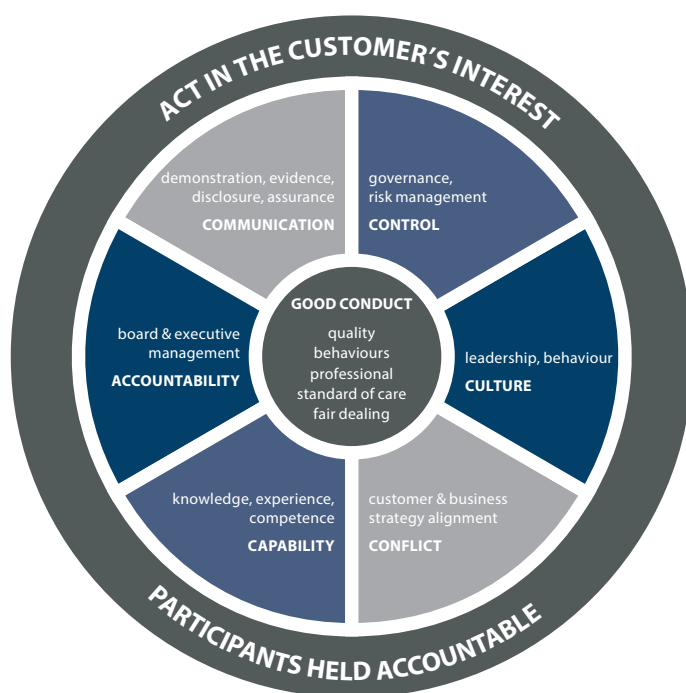 ACT IN THE CUSTOMER'S INTEREST
demonstration, evidence,
disclosure, assurance
COMMUNICATION
governance,
risk management
CONTROL
board & executive
management
ACCOUNTABILITY
GOOD CONDUCT
quality
behaviours
professional
standard of care
fair dealing
leadership, behaviour
CULTURE
knowledge, experience,
competence
CAPABILITY
customer & business
strategy alignment
CONFLICT
PARTICIPANTS HELD ACCOUNTABLE